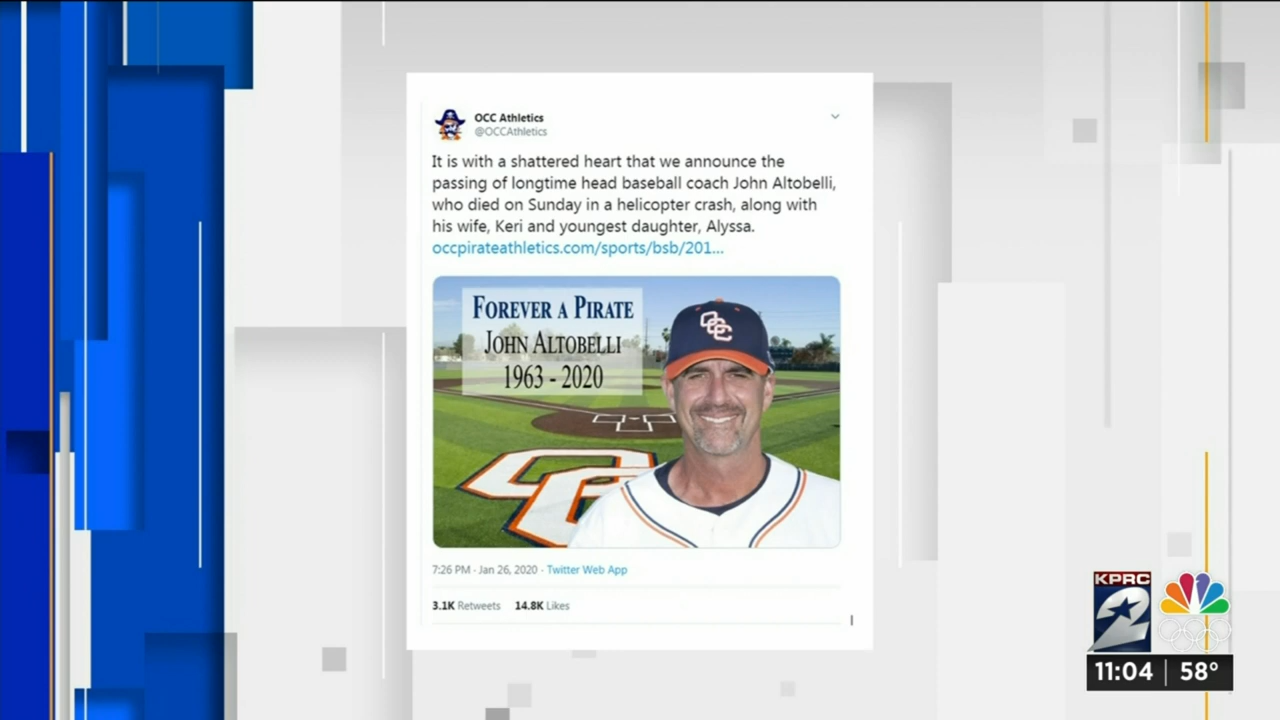 OCC Athletics
@OCCAthletics
It is with a shattered heart that we announce the
passing of longtime head baseball coach John Altobelli,
who died on Sunday in a helicopter crash, along with
his wife, Keri and youngest daughter, Alyssa.
occpirateathletics.com/sports/bsb/201...
FOREVER A PIRATE
JOHN ALTOBELLI
1963 - 2020
OCC
7:26 PM · Jan 26, 2020 · Twitter Web App
3.1K Retweets 14.8K Likes
KPRC
2
11:04 | 58°